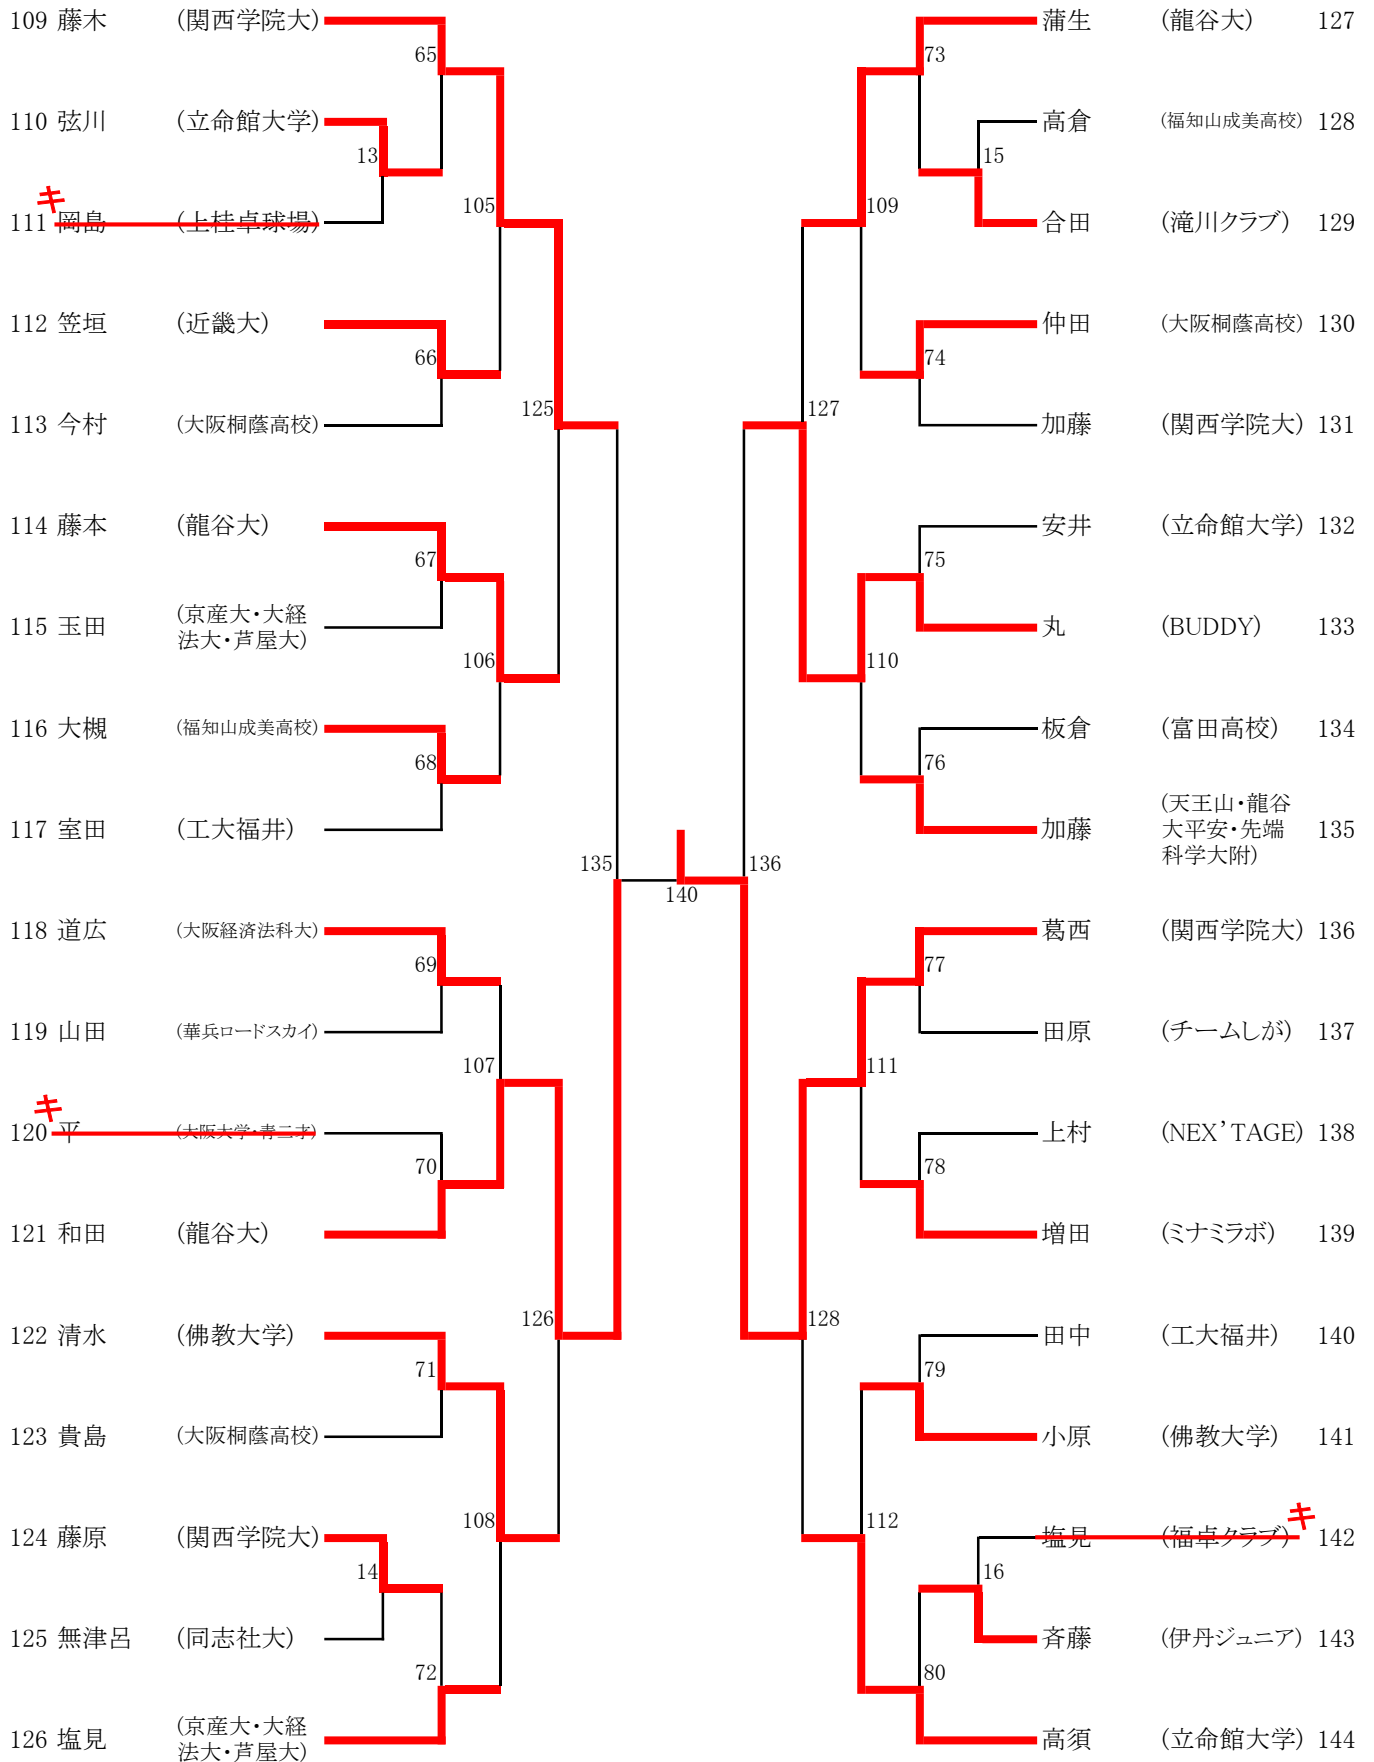 109 藤木 (関西学院大)
65
110 弦川 (立命館大学)
13
キ
111 岡島 (上桂卓球場)
105
112 笠垣 (近畿大)
66
113 今村 (大阪桐蔭高校)
125
114 藤本 (龍谷大)
67
115 玉田 (京産大・大経
法大・芦屋大)
106
116 大槻 (福知山成美高校)
68
117 室田 (工大福井)
135
140
118 道広 (大阪経済法科大)
69
119 山田 (華兵ロードスカイ)
107
キ
120 平 (大阪大学・青二才)
70
121 和田 (龍谷大)
126
122 清水 (佛教大学)
71
123 貴島 (大阪桐蔭高校)
108
124 藤原 (関西学院大)
14
125 無津呂 (同志社大)
72
126 塩見 (京産大・大経
法大・芦屋大)
蒲生 (龍谷大) 127
73
高倉 (福知山成美高校) 128
15
109
合田 (滝川クラブ) 129
仲田 (大阪桐蔭高校) 130
74
127
加藤 (関西学院大) 131
安井 (立命館大学) 132
75
丸 (BUDDY) 133
110
板倉 (富田高校) 134
76
加藤 (天王山・龍谷
大平安・先端
科学大附) 135
136
葛西 (関西学院大) 136
77
田原 (チームしが) 137
111
上村 (NEX’TAGE) 138
78
増田 (ミナミラボ) 139
128
田中 (工大福井) 140
79
小原 (佛教大学) 141
112
キ
塩見 (福卓クラブ) 142
16
斉藤 (伊丹ジュニア) 143
80
高須 (立命館大学) 144